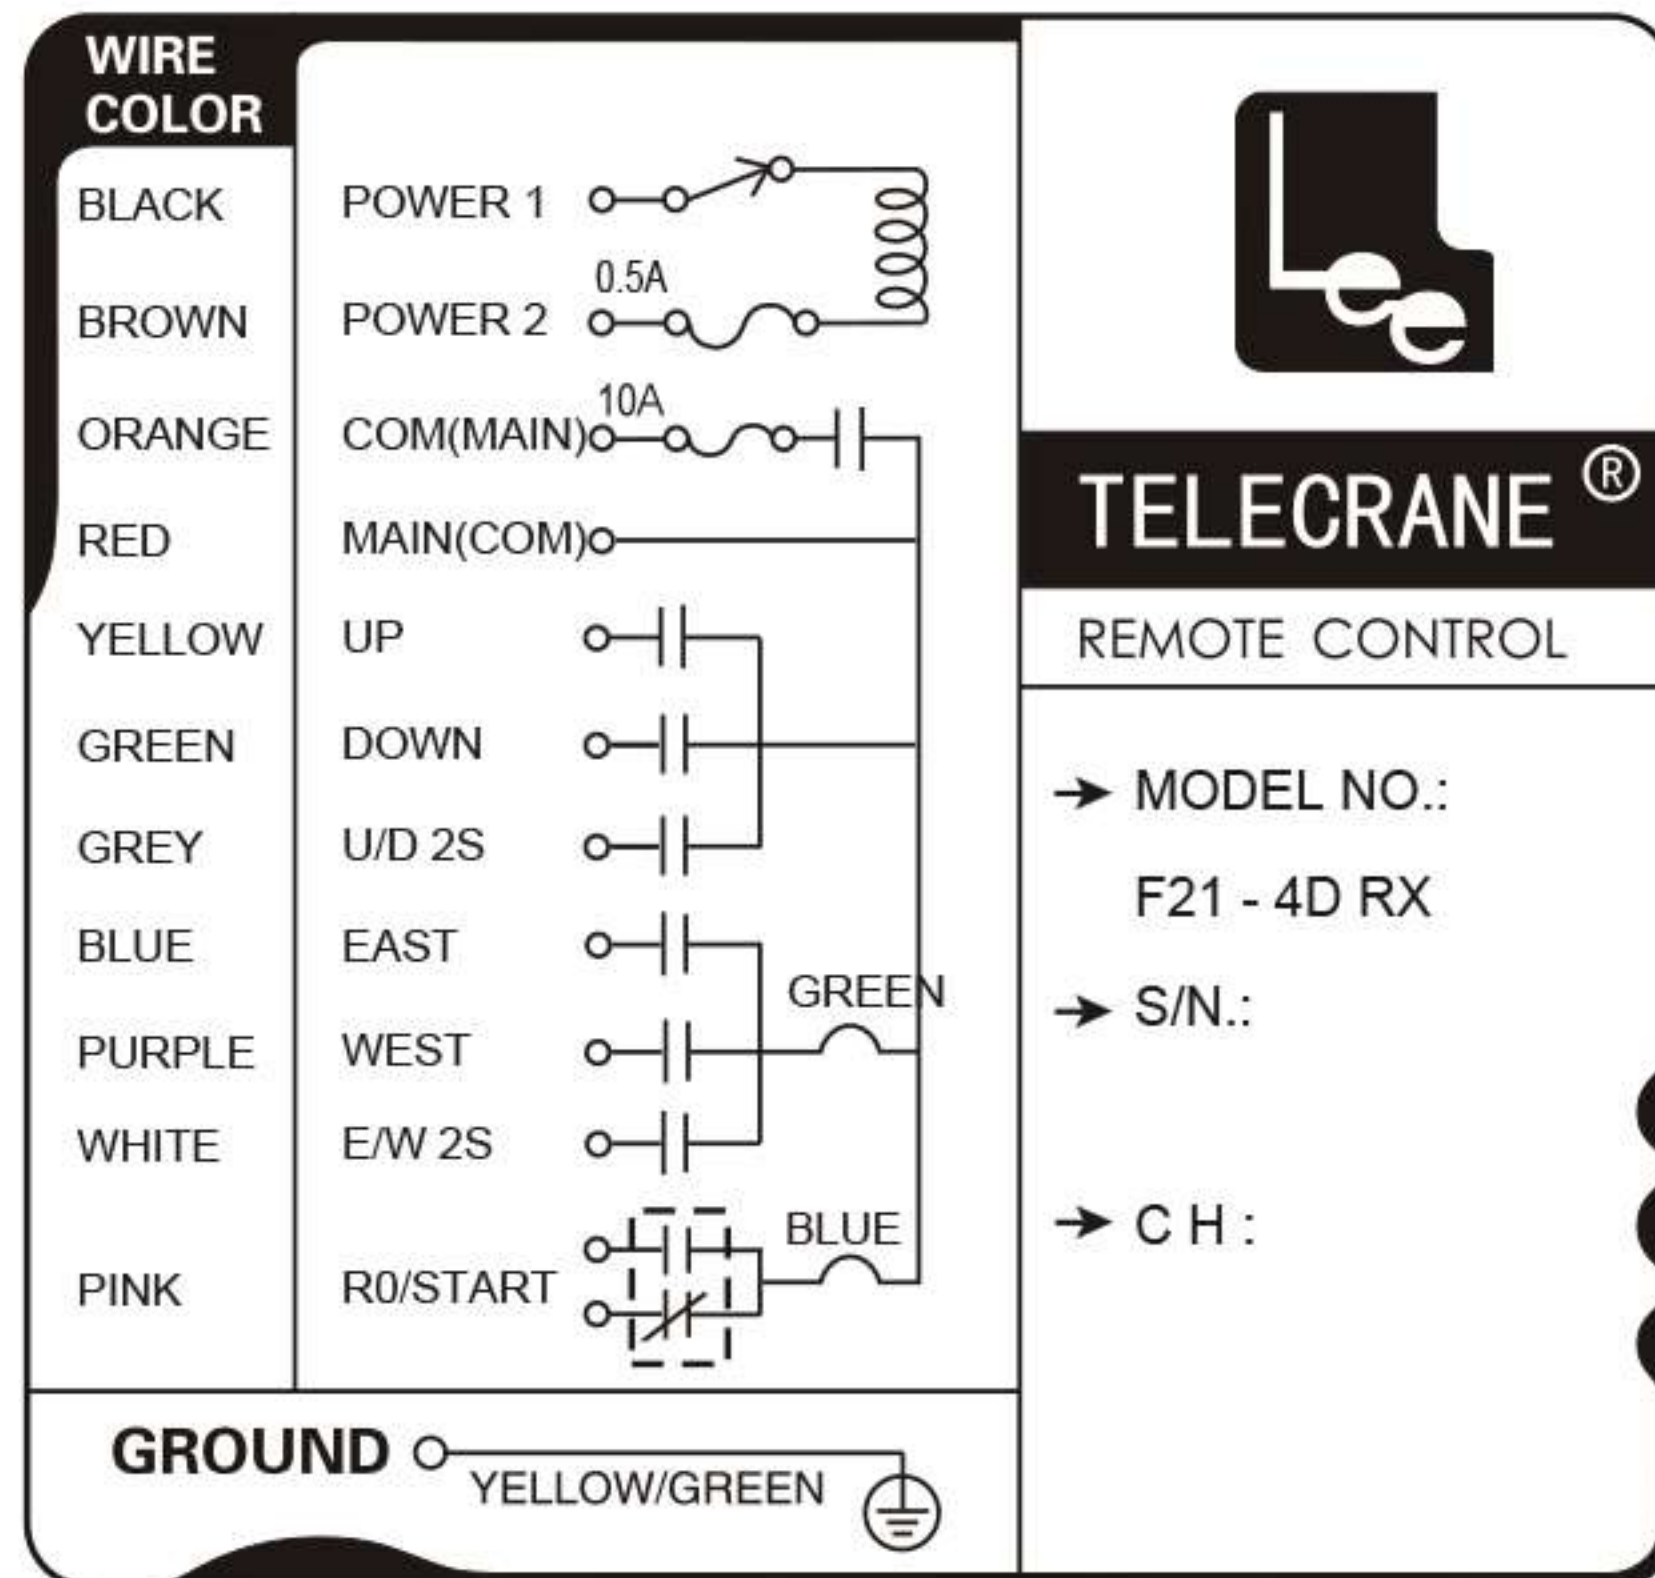 WIRE
COLOR
BLACK POWER 1
0.5A
BROWN POWER 2
10A
ORANGE COM(MAIN)
RED MAIN(COM)
YELLOW UP
GREEN DOWN
GREY U/D 2S
BLUE EAST
GREEN
PURPLE WEST
WHITE E/W 2S
BLUE
PINK R0/START
GROUND
YELLOW/GREEN
Lee
TELECRANE ®
REMOTE CONTROL
→ MODEL NO.:
F21 - 4D RX
→ S/N.:
→ C H :